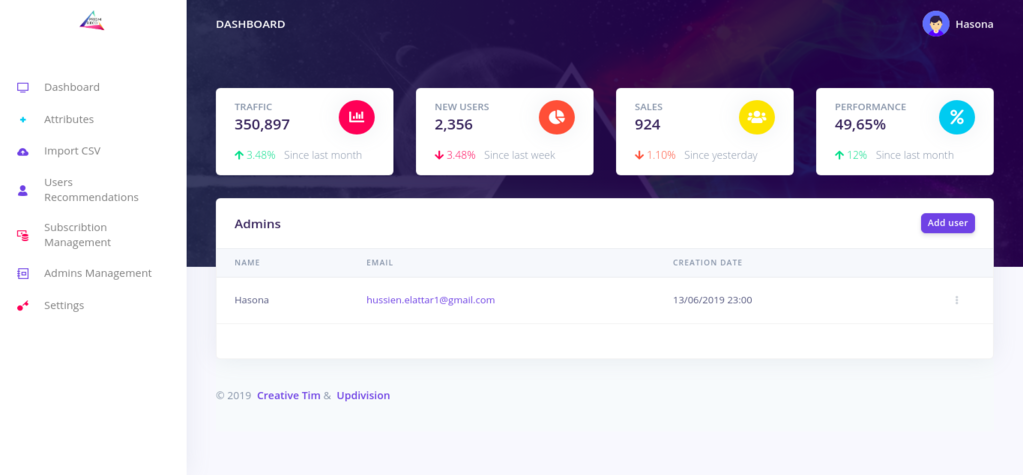 DASHBOARD
Hasona
Dashboard
Attributes
Import CSV
Users
Recommendations
Subscribtion
Management
Admins Management
Settings
TRAFFIC
350,897
3.48% Since last month
NEW USERS
2,356
3.48% Since last week
SALES
924
1.10% Since yesterday
PERFORMANCE
49,65%
12% Since last month
Admins
Add user
NAME EMAIL CREATION DATE
Hasona hussien.elattar1@gmail.com 13/06/2019 23:00
© 2019 Creative Tim & Updivision